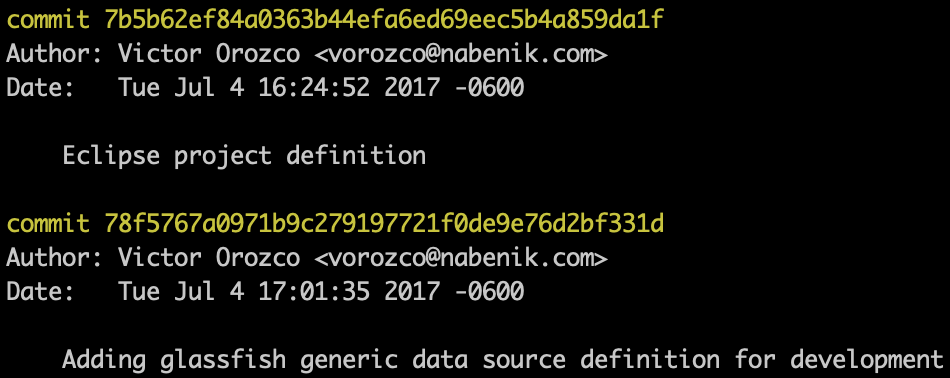 commit 7b5b62ef84a0363b44efa6ed69eec5b4a859da1f
Author: Victor Orozco <vorozco@nabenik.com>
Date:   Tue Jul 4 16:24:52 2017 -0600
Eclipse project definition
commit 78f5767a0971b9c279197721f0de9e76d2bf331d
Author: Victor Orozco <vorozco@nabenik.com>
Date:   Tue Jul 4 17:01:35 2017 -0600
Adding glassfish generic data source definition for development